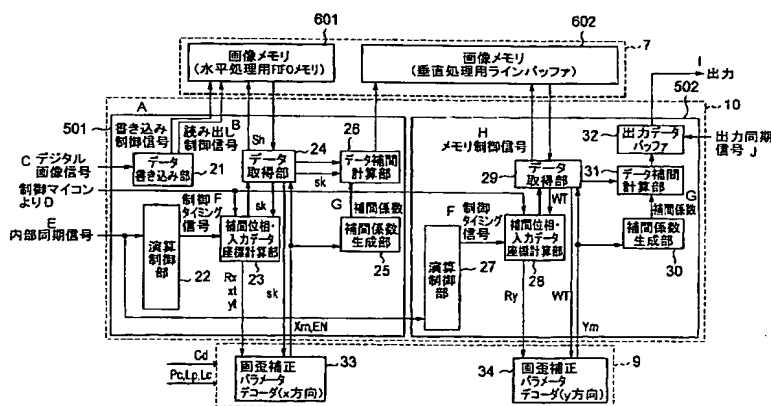 601
602
画像メモリ
(水平処理用FIFOメモリ)
画像メモリ
(垂直処理用ラインバッファ)
7
I
出力
502
10
A
501
書き込み
制御信号
B
読み出し
制御信号
Sh
24
26
H
メモリ制御信号
32
出力データ
バッファ
出力同期
信号 J
C デジタル
画像信号
データ
書き込み部
21
データ
取得部
sk
データ補間
計算部
29
データ
取得部
31
データ補間
計算部
制御マイコン
よりD
制御 F
タイミング
信号
sk
G
補間係数
F
制御
タイミング
信号
WT
G
補間係数
E
内部同期信号
演算
制御部
22
補間位相・
入力データ
座標計算部
23
補間係数
生成部
25
演算
制御部
27
補間位相・
入力データ
座標計算部
28
補間係数
生成部
30
Rx
xt
yt
sk
Xm,EN
Ry
WT
Ym
Cd
Pc,Lp,Lc
画歪補正
パラメータ
デコーダ(x方向)
33
34
画歪補正
パラメータ
デコーダ(y方向)
9